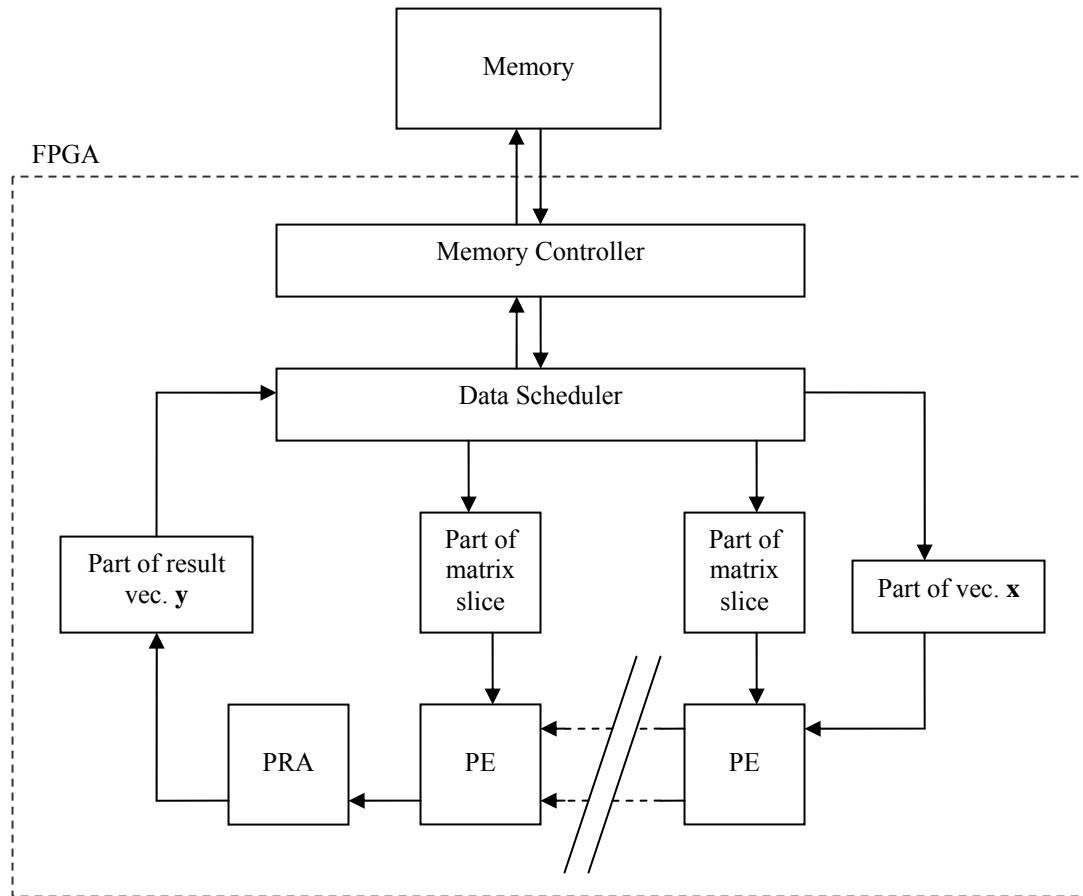 Memory
FPGA
Memory Controller
Data Scheduler
Part of result
vec. y
Part of
matrix
slice
Part of
matrix
slice
Part of vec. x
PRA
PE
PE